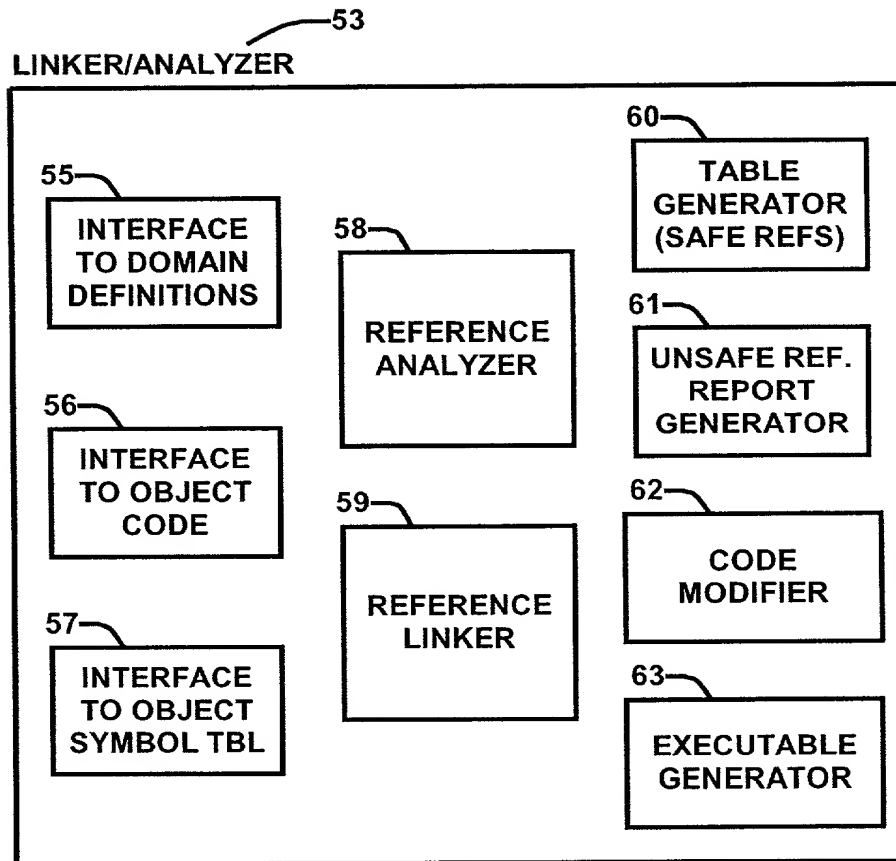 53
LINKER/ANALYZER
55
INTERFACE
TO DOMAIN
DEFINITIONS
56
INTERFACE
TO OBJECT
CODE
57
INTERFACE
TO OBJECT
SYMBOL TBL
58
REFERENCE
ANALYZER
59
REFERENCE
LINKER
60
TABLE
GENERATOR
(SAFE REFS)
61
UNSAFE REF.
REPORT
GENERATOR
62
CODE
MODIFIER
63
EXECUTABLE
GENERATOR